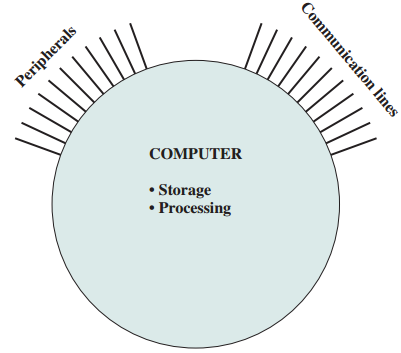 Peripherals
Communication lines
COMPUTER
• Storage
• Processing